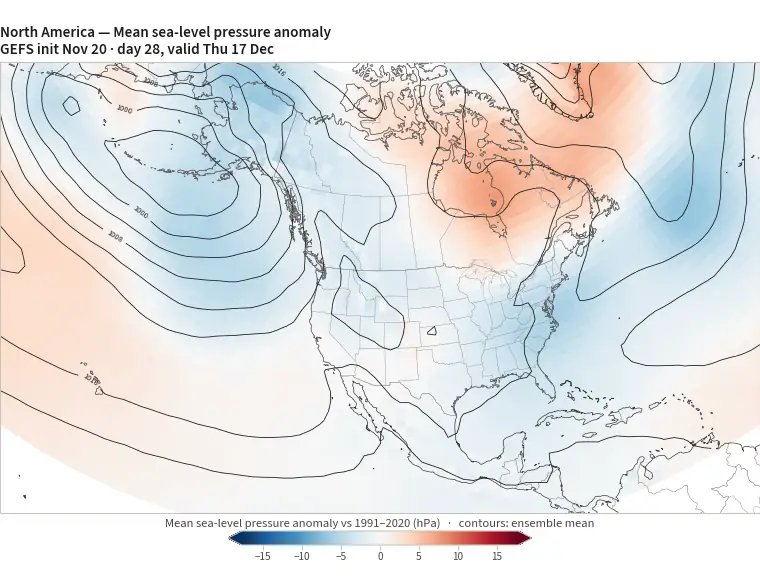 North America — Mean sea-level pressure anomaly
GEFS init Nov 20 · day 28, valid Thu 17 Dec
1016
1000
1000
1000
1008
Mean sea-level pressure anomaly vs 1991–2020 (hPa) · contours: ensemble mean
−15 −10 −5 0 5 10 15